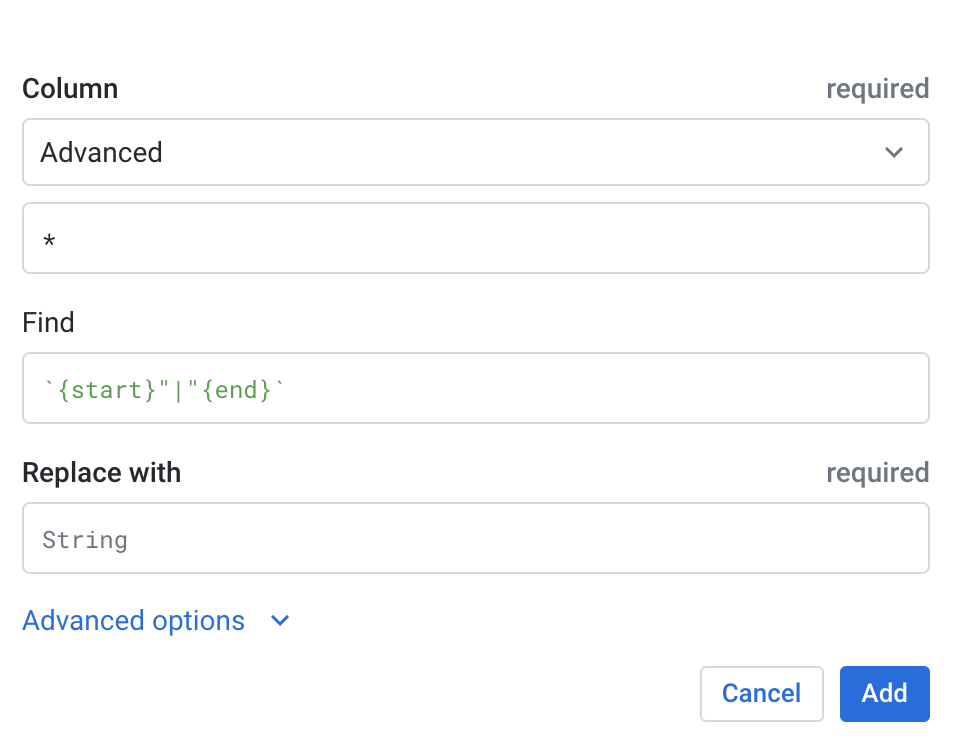 Column required
Advanced
*
Find
`{start}"|"{end}`
Replace with required
String
Advanced options
Cancel Add